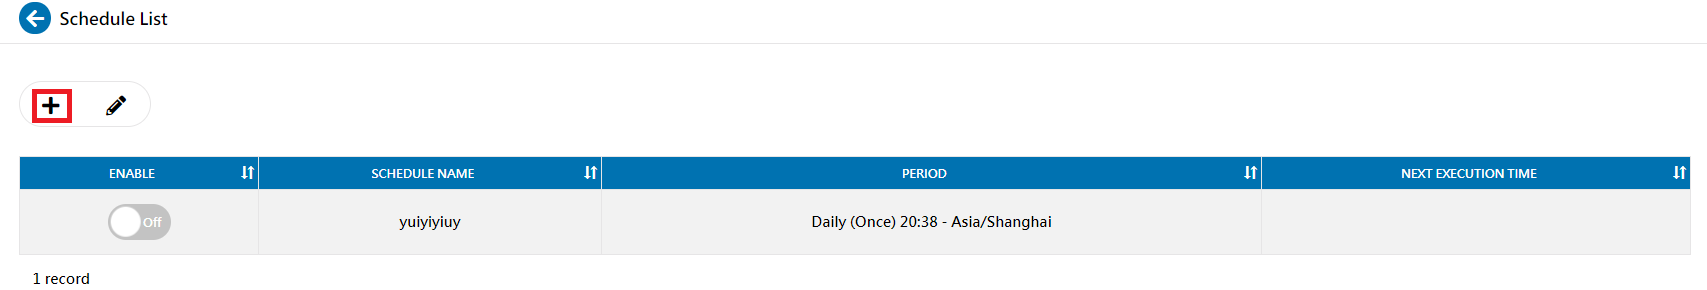 Schedule List
ENABLE SCHEDULE NAME PERIOD NEXT EXECUTION TIME
Off yuiyiyiuy Daily (Once) 20:38 - Asia/Shanghai
1 record